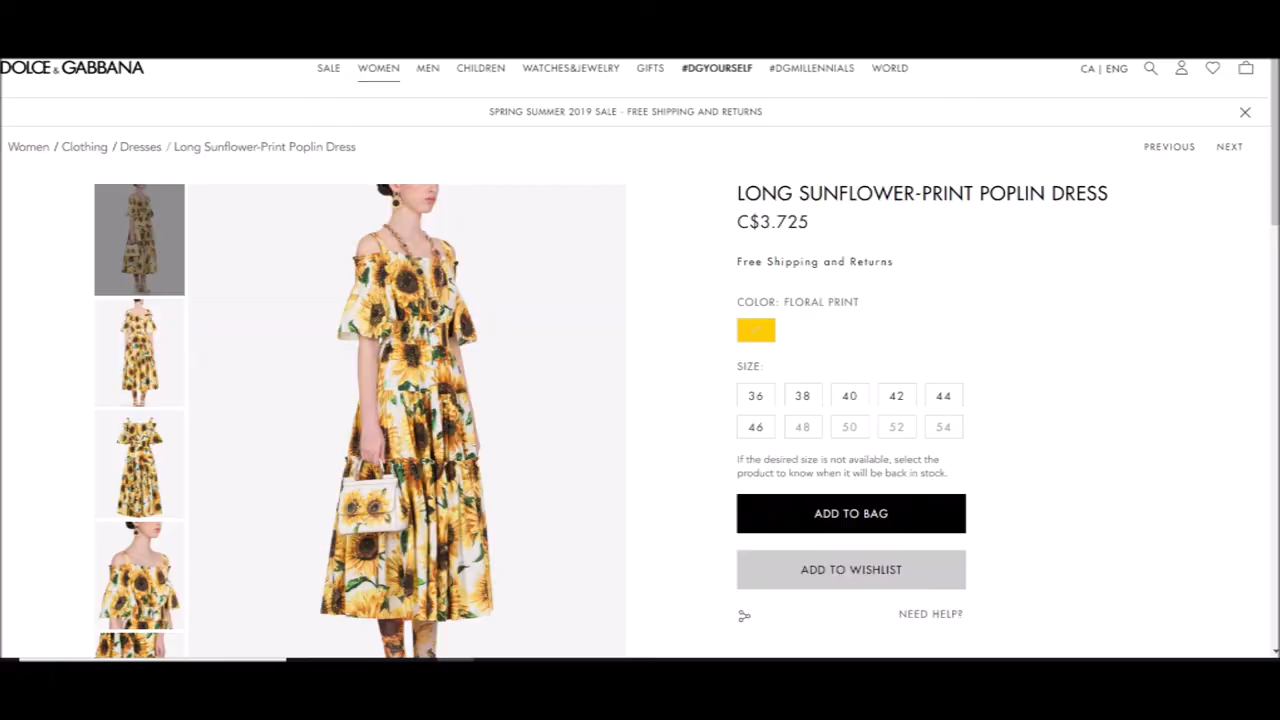 DOLCE & GABBANA
SALE WOMEN MEN CHILDREN WATCHES&JEWELRY GIFTS #DGYOURSELF #DGMILLENNIALS WORLD
CA | ENG
SPRING SUMMER 2019 SALE - FREE SHIPPING AND RETURNS
Women / Clothing / Dresses / Long Sunflower-Print Poplin Dress
PREVIOUS NEXT
LONG SUNFLOWER-PRINT POPLIN DRESS
C$3.725
Free Shipping and Returns
COLOR: FLORAL PRINT
SIZE:
36 38 40 42 44
46 48 50 52 54
If the desired size is not available, select the
product to know when it will be back in stock.
ADD TO BAG
ADD TO WISHLIST
NEED HELP?